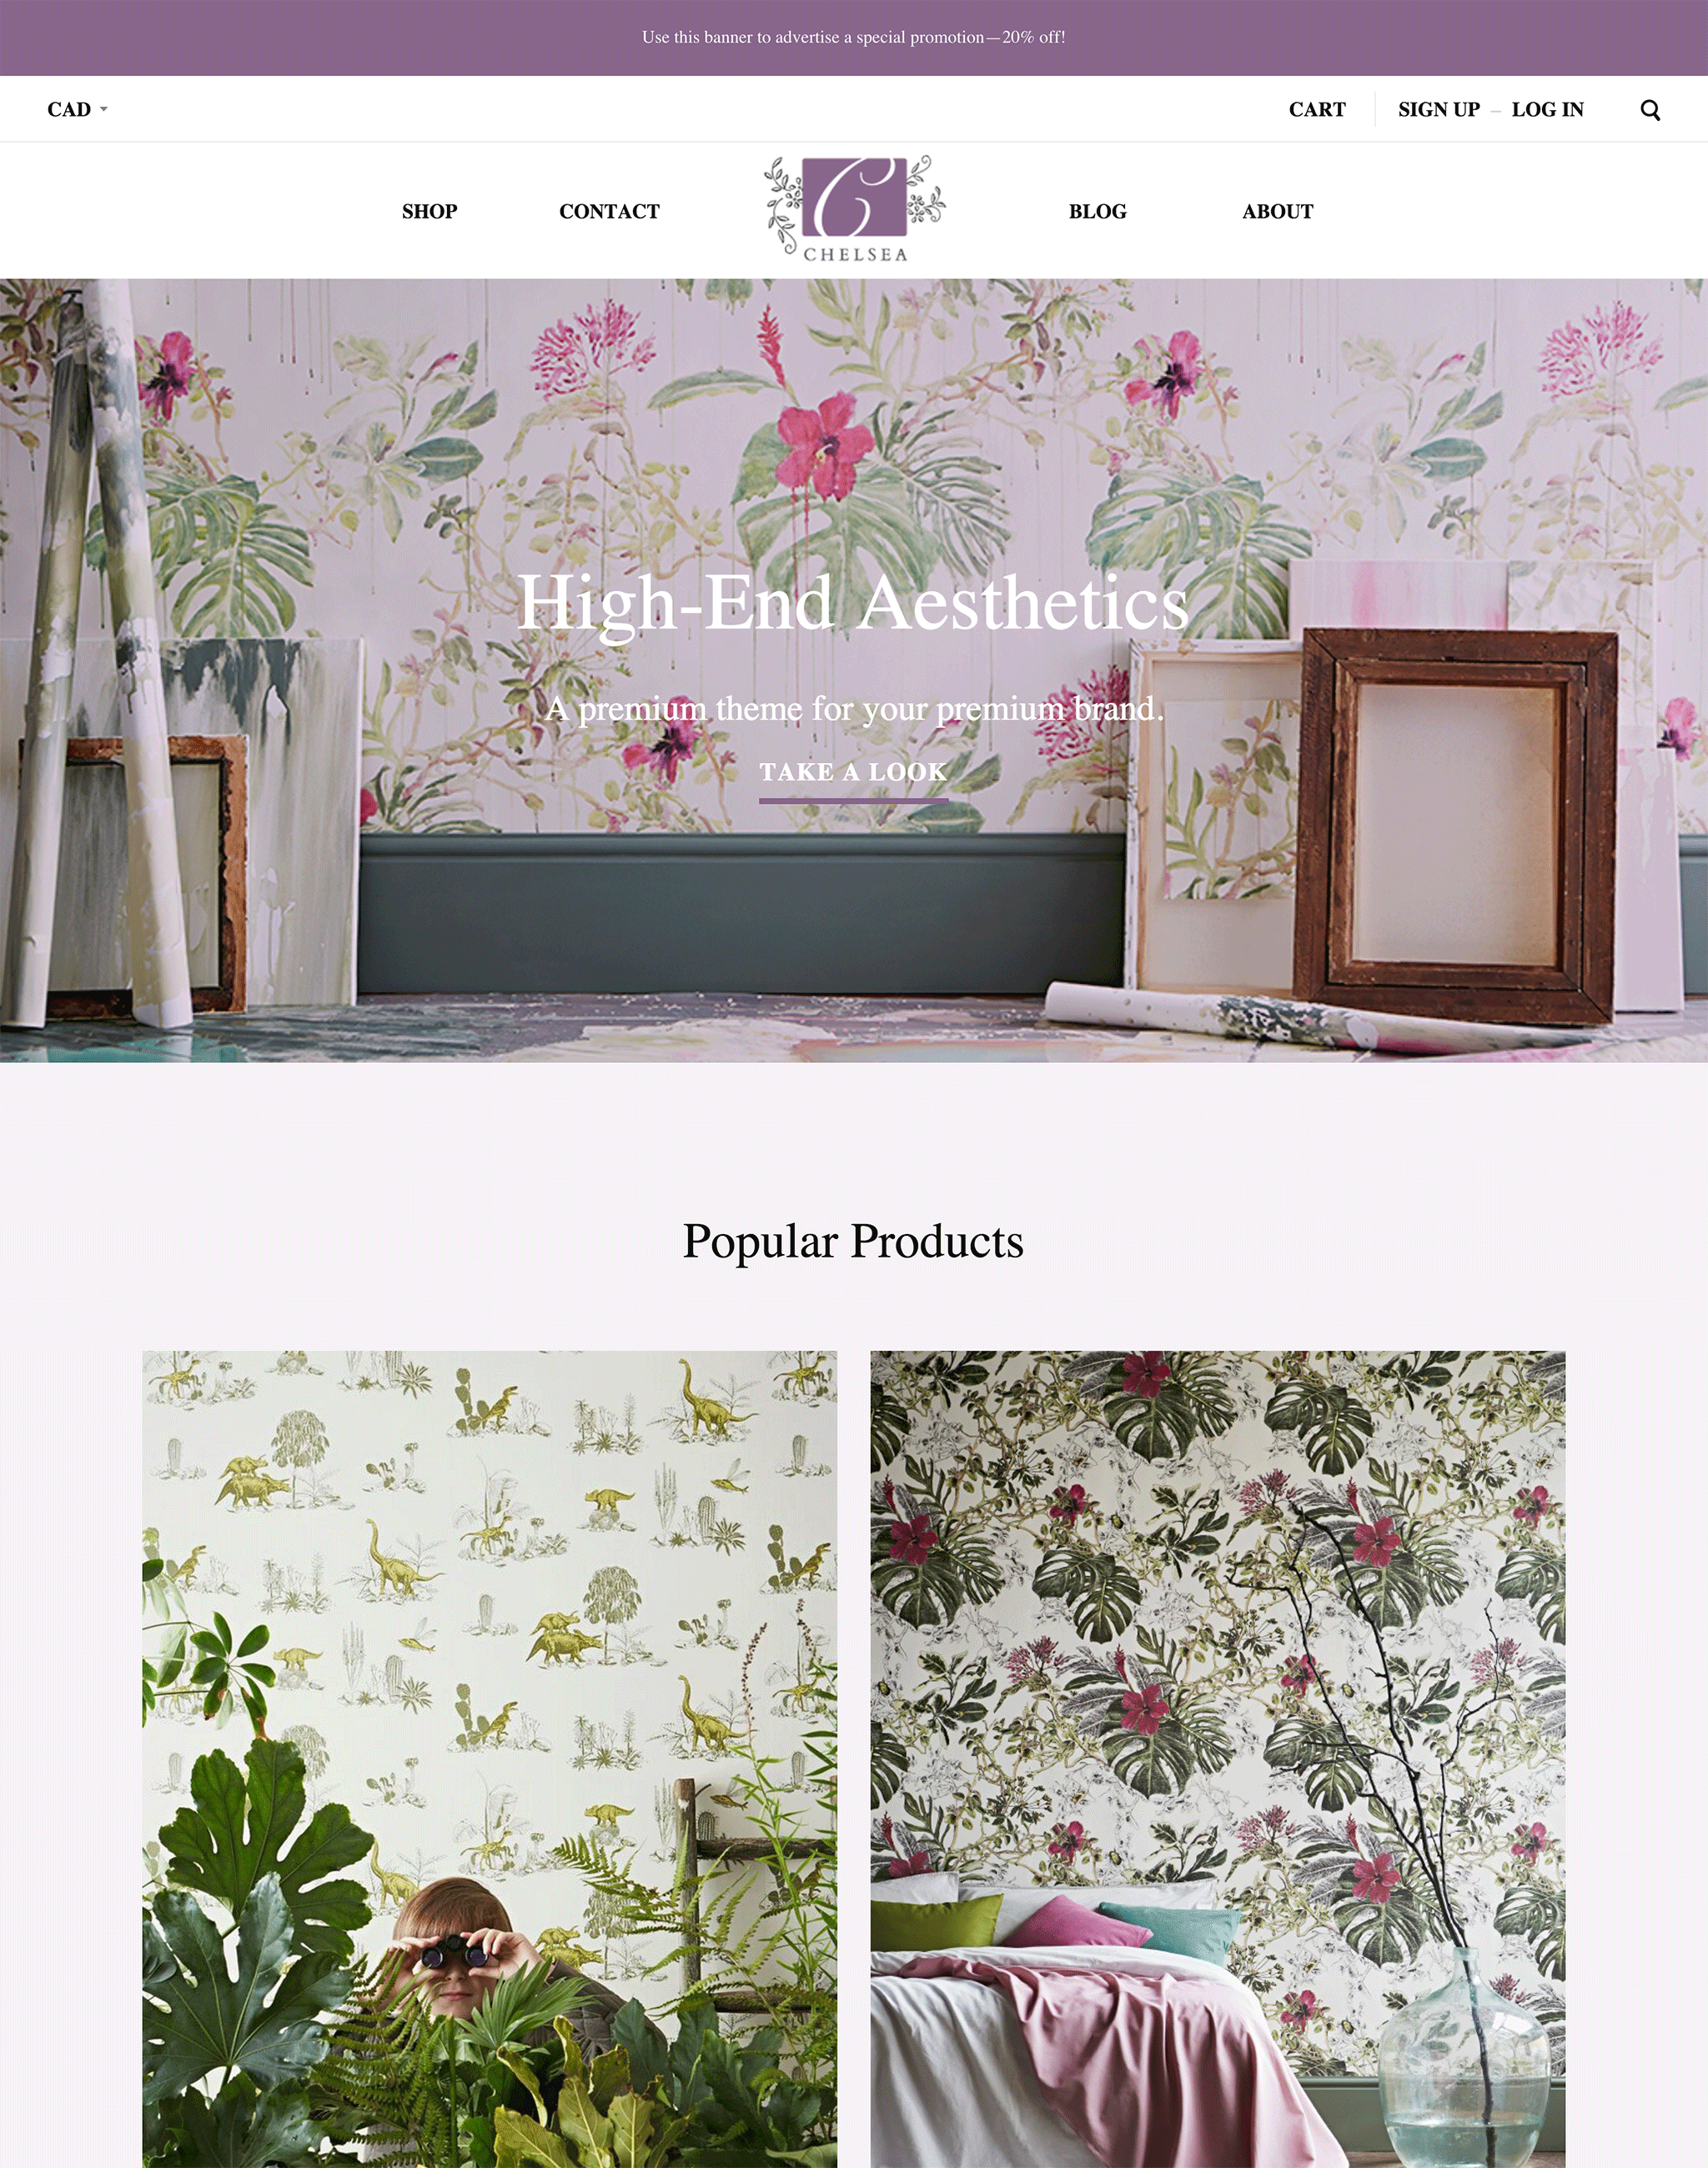 Use this banner to advertise a special promotion—20% off!
CAD
CART
SIGN UP – LOG IN
SHOP
CONTACT
C
CHELSEA
BLOG
ABOUT
High-End Aesthetics
A premium theme for your premium brand.
TAKE A LOOK
Popular Products